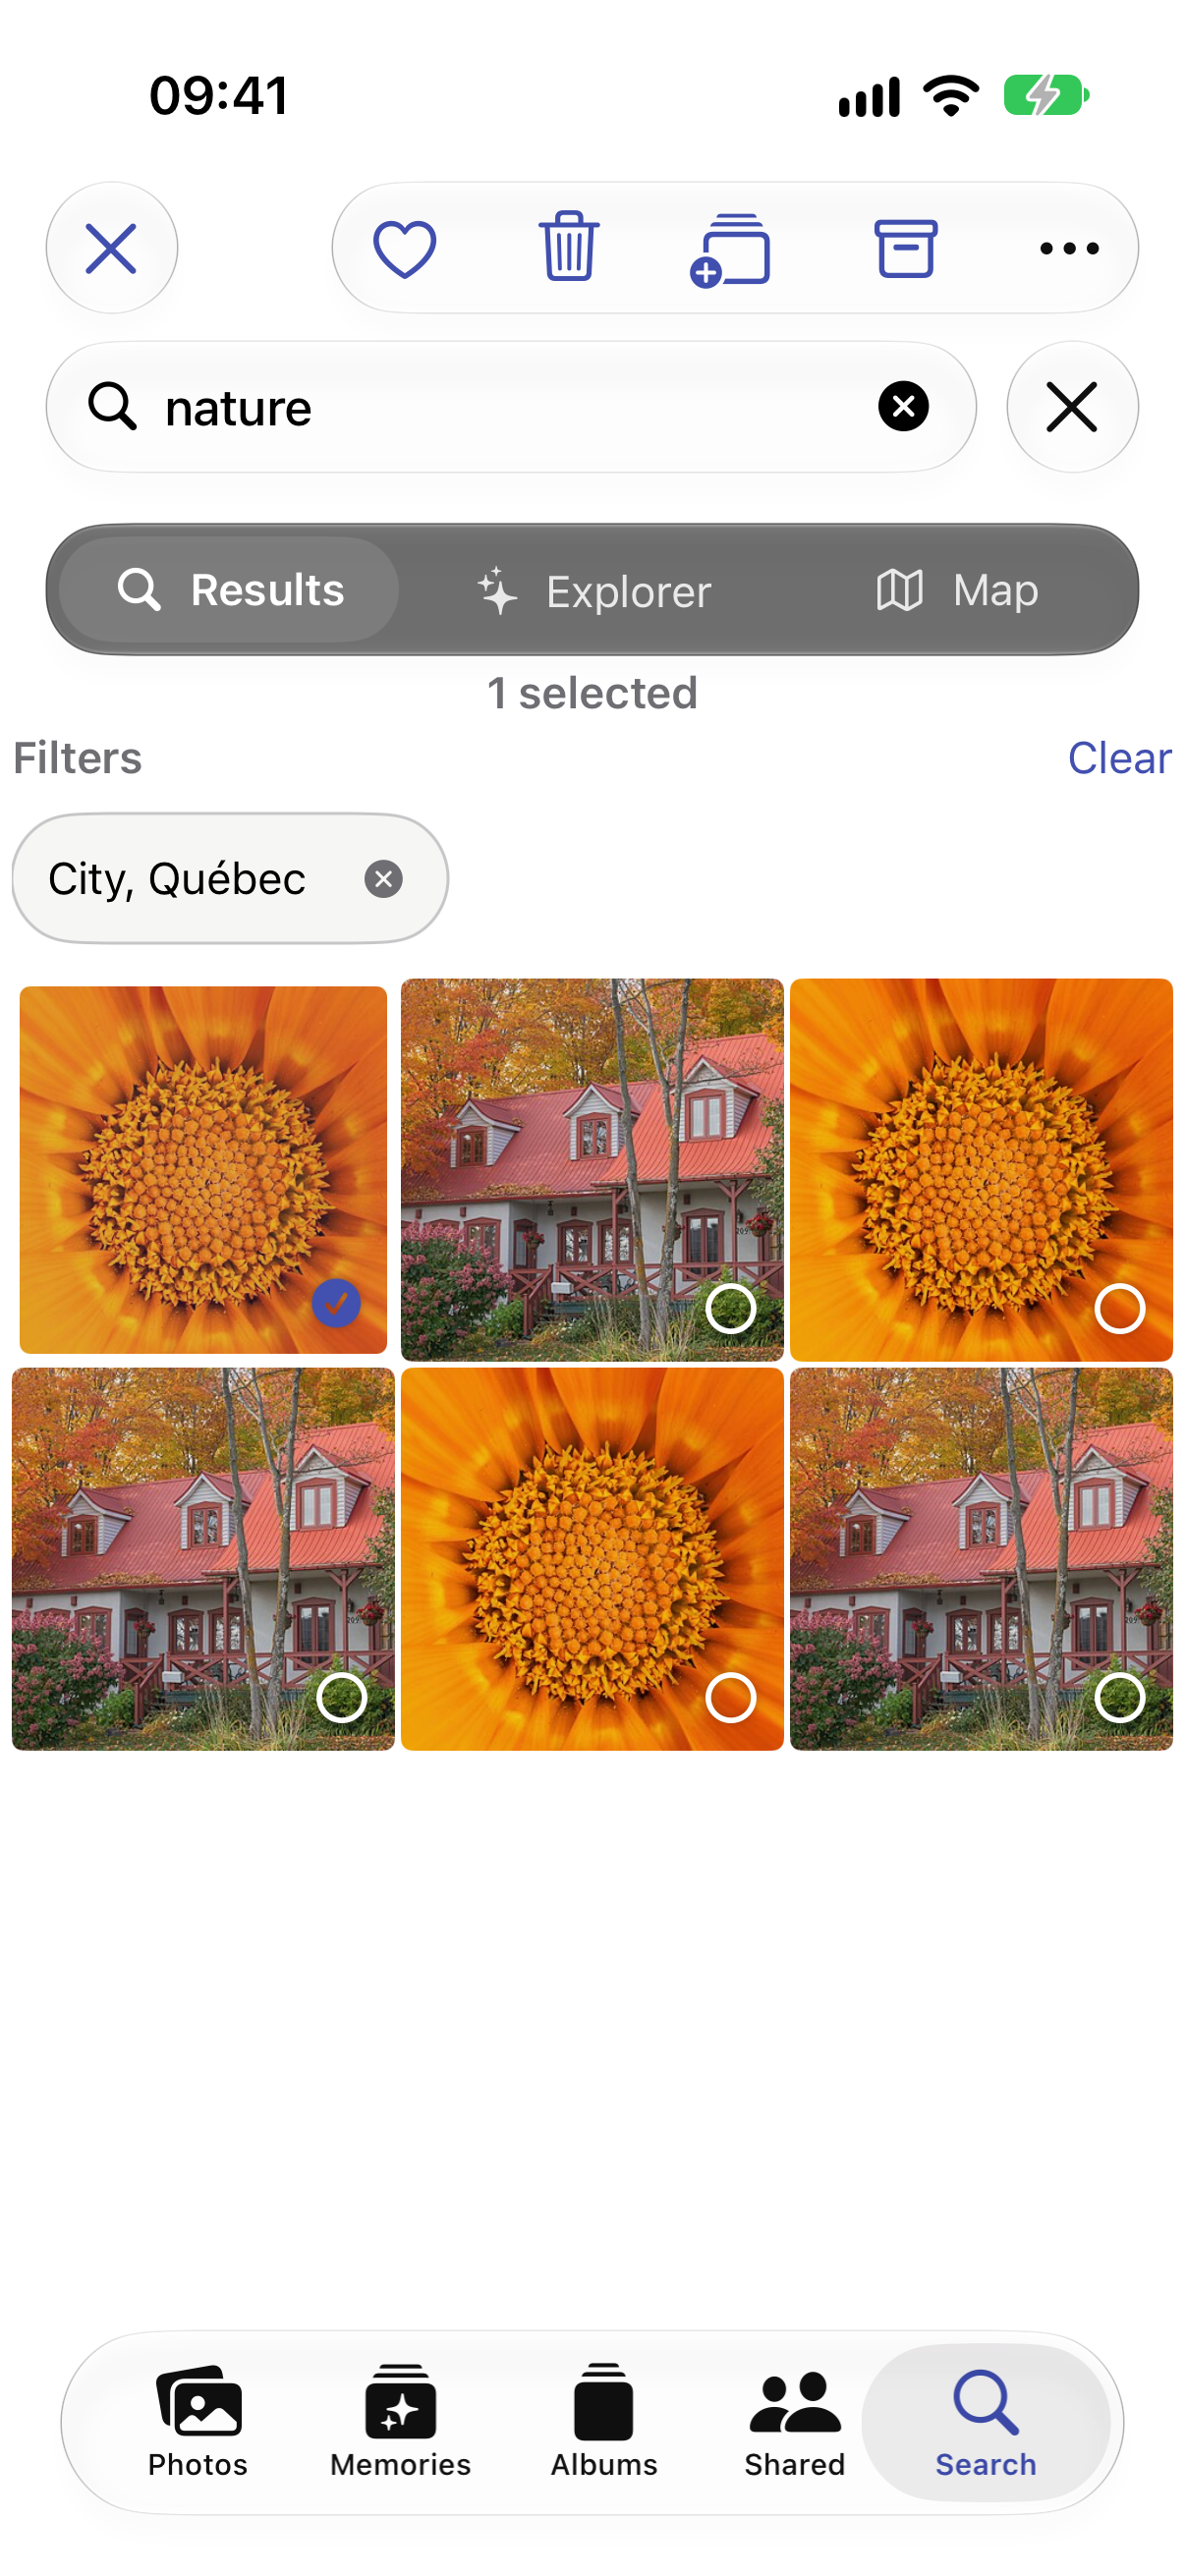 09:41
nature
Results
Explorer
Map
1 selected
Filters
Clear
City, Québec
Photos
Memories
Albums
Shared
Search